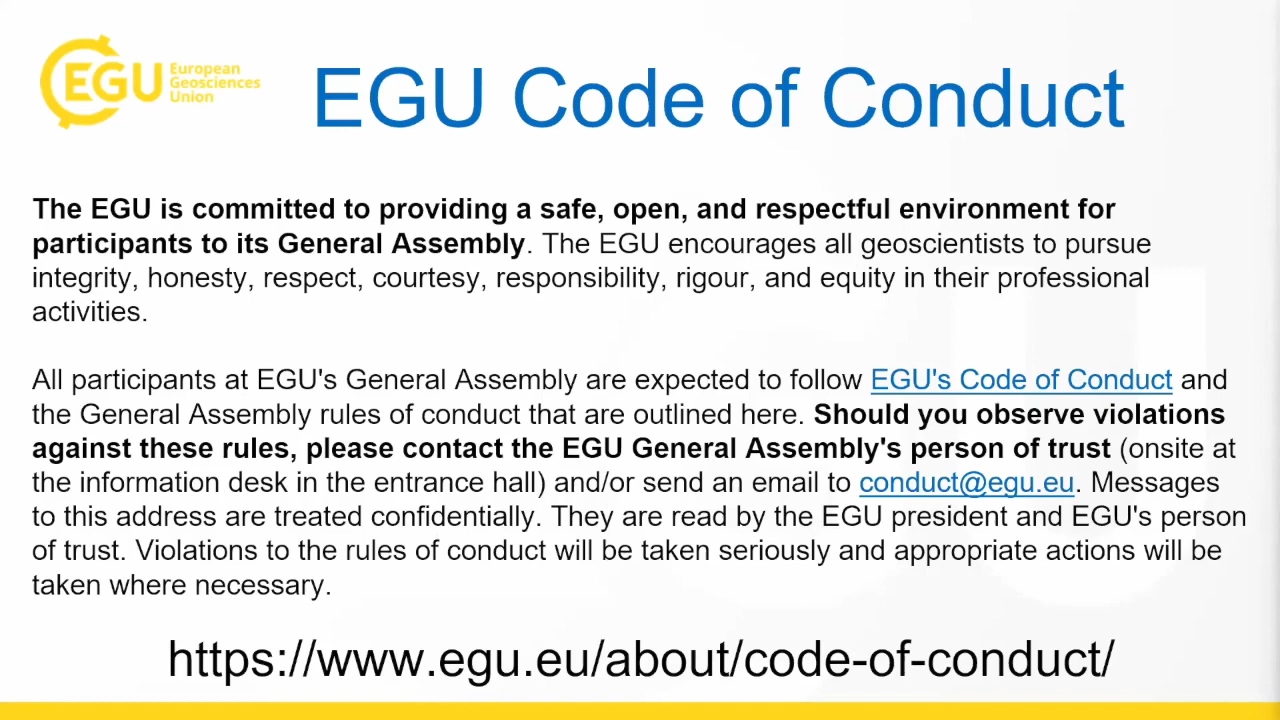 EGU European
Geosciences
Union
EGU Code of Conduct
The EGU is committed to providing a safe, open, and respectful environment for
participants to its General Assembly. The EGU encourages all geoscientists to pursue
integrity, honesty, respect, courtesy, responsibility, rigour, and equity in their professional
activities.
All participants at EGU's General Assembly are expected to follow EGU's Code of Conduct and
the General Assembly rules of conduct that are outlined here. Should you observe violations
against these rules, please contact the EGU General Assembly's person of trust (onsite at
the information desk in the entrance hall) and/or send an email to conduct@egu.eu. Messages
to this address are treated confidentially. They are read by the EGU president and EGU's person
of trust. Violations to the rules of conduct will be taken seriously and appropriate actions will be
taken where necessary.
https://www.egu.eu/about/code-of-conduct/